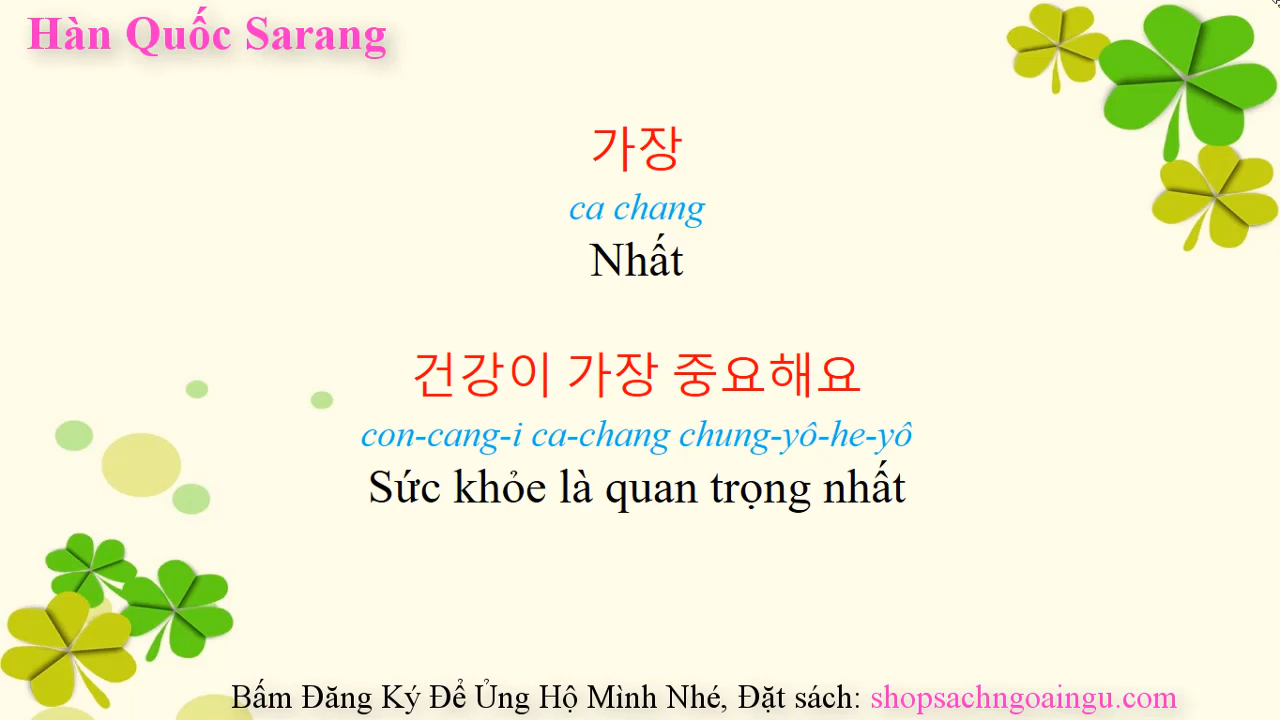 Hàn Quốc Sarang
가장
ca chang
Nhất
건강이 가장 중요해요
con-cang-i ca-chang chung-yô-he-yô
Sức khỏe là quan trọng nhất
Bấm Đăng Ký Để Ủng Hộ Mình Nhé, Đặt sách: shopsachngoaingu.com